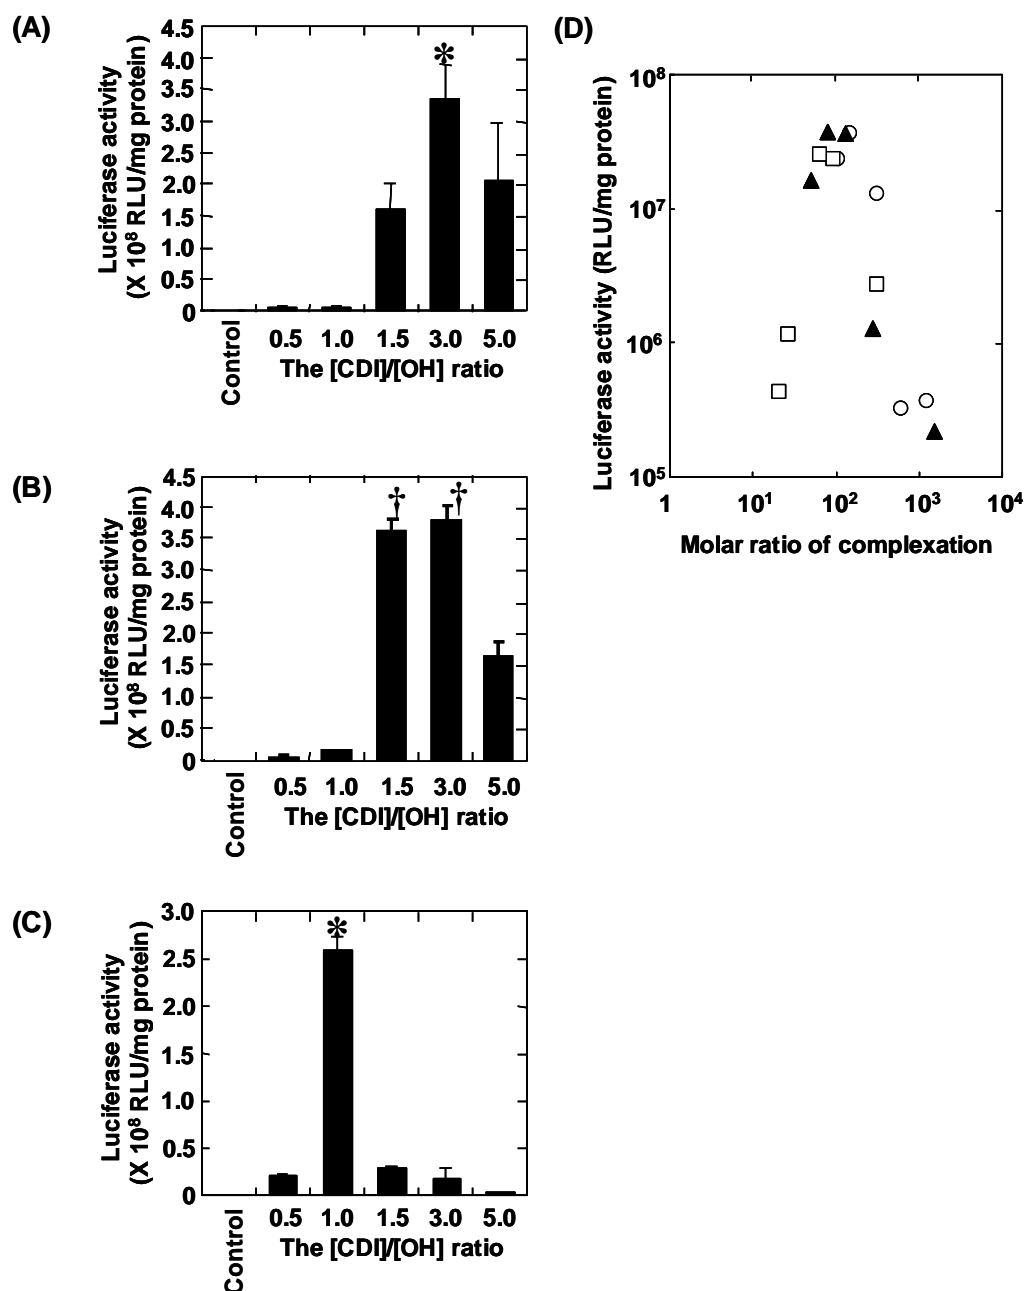 (A)
4.5
4.0
3.5
3.0
2.5
2.0
1.5
1.0
0.5
0
Luciferase activity
(X 10⁸ RLU/mg protein)
*
Control
0.5 1.0 1.5 3.0 5.0
The [CDI]/[OH] ratio
(B)
4.5
4.0
3.5
3.0
2.5
2.0
1.5
1.0
0.5
0
Luciferase activity
(X 10⁸ RLU/mg protein)
† †
Control
0.5 1.0 1.5 3.0 5.0
The [CDI]/[OH] ratio
(C)
3.0
2.5
2.0
1.5
1.0
0.5
0
Luciferase activity
(X 10⁸ RLU/mg protein)
*
Control
0.5 1.0 1.5 3.0 5.0
The [CDI]/[OH] ratio
(D)
10⁸
10⁷
10⁶
10⁵
Luciferase activity (RLU/mg protein)
1 10¹ 10² 10³ 10⁴
Molar ratio of complexation